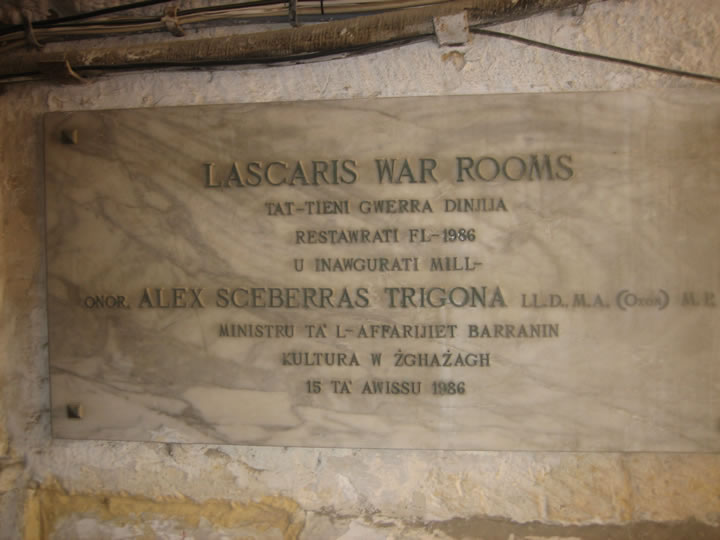 LASCARIS WAR ROOMS
TAT-TIENI GWERRA DINJIJA
RESTAWRATI FL-1986
U INAWGURATI MILL-
ONOR. ALEX SCEBERRAS TRIGONA LL.D., M.A. (Oxon) M.P.
MINISTRU TA' L-AFFARIJIET BARRANIN
KULTURA W ŻGĦAŻAGĦ
15 TA' AWISSU 1986